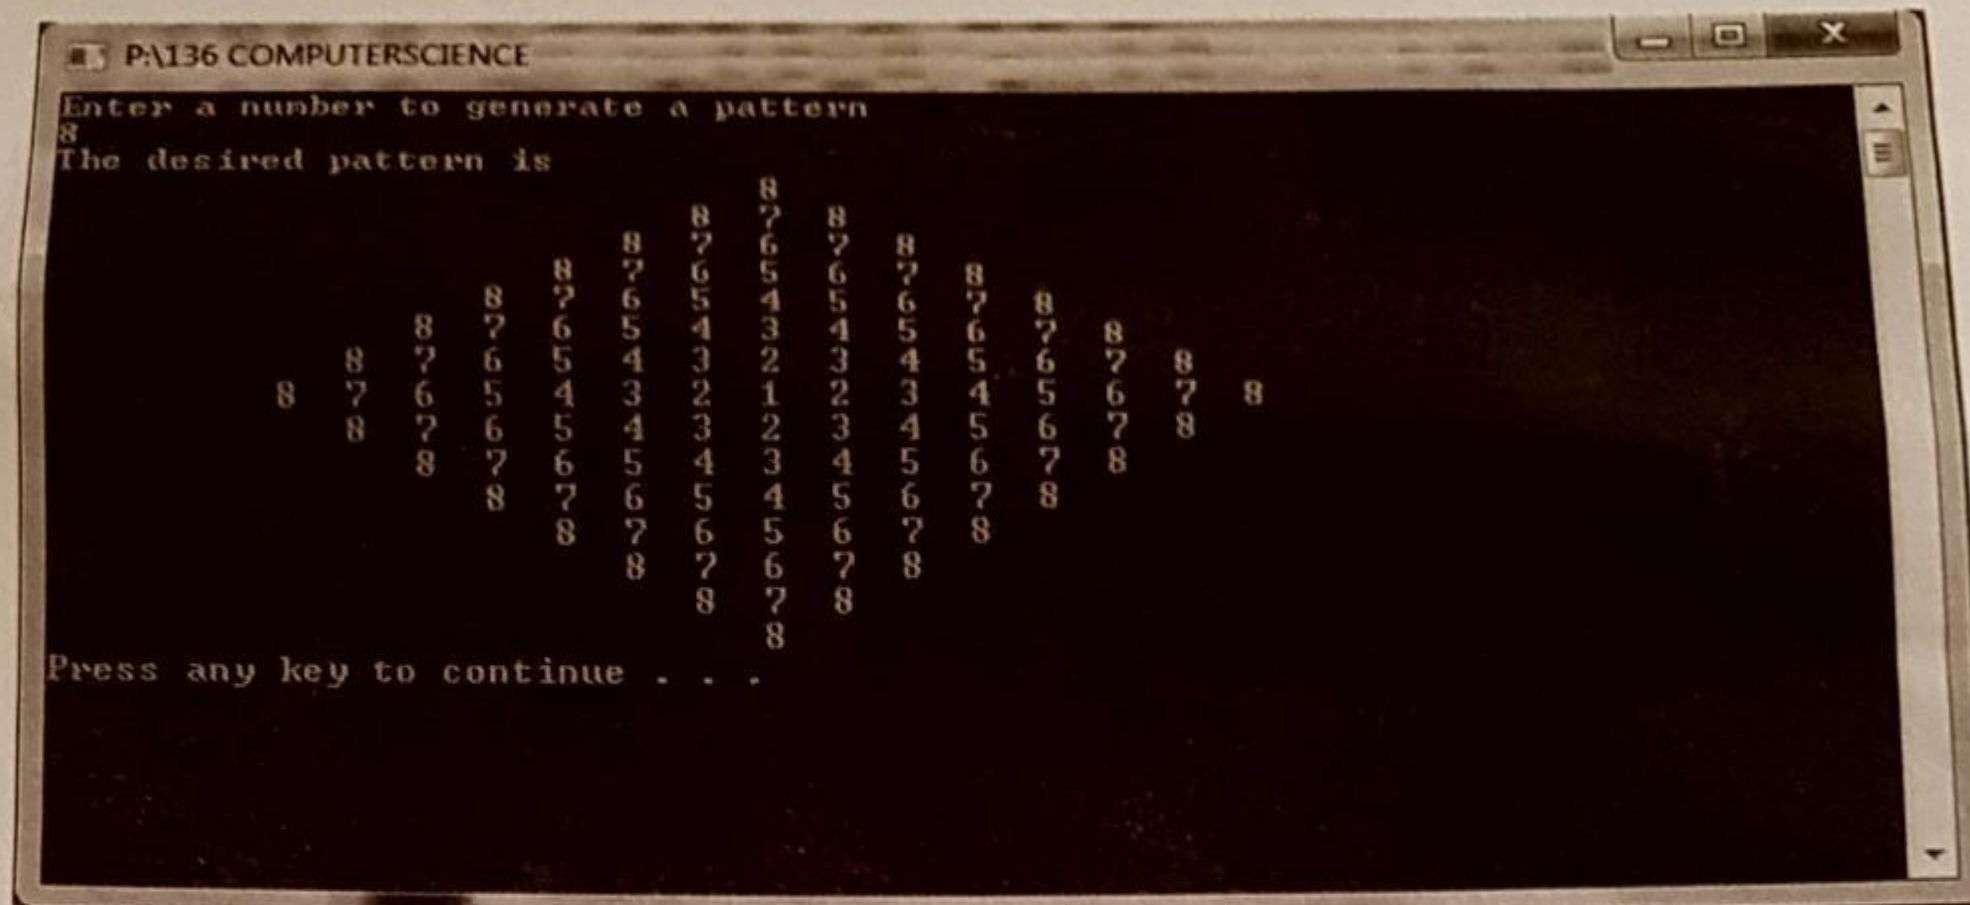 P:\136 COMPUTERSCIENCE
Enter a number to generate a pattern
8
The desired pattern is
8
8 7 8
8 7 6 7 8
8 7 6 5 6 7 8
8 7 6 5 4 5 6 7 8
8 7 6 5 4 3 4 5 6 7 8
8 7 6 5 4 3 2 3 4 5 6 7 8
8 7 6 5 4 3 2 1 2 3 4 5 6 7 8
8 7 6 5 4 3 2 3 4 5 6 7 8
8 7 6 5 4 3 4 5 6 7 8
8 7 6 5 4 5 6 7 8
8 7 6 5 6 7 8
8 7 6 7 8
8 7 8
8
Press any key to continue . . .